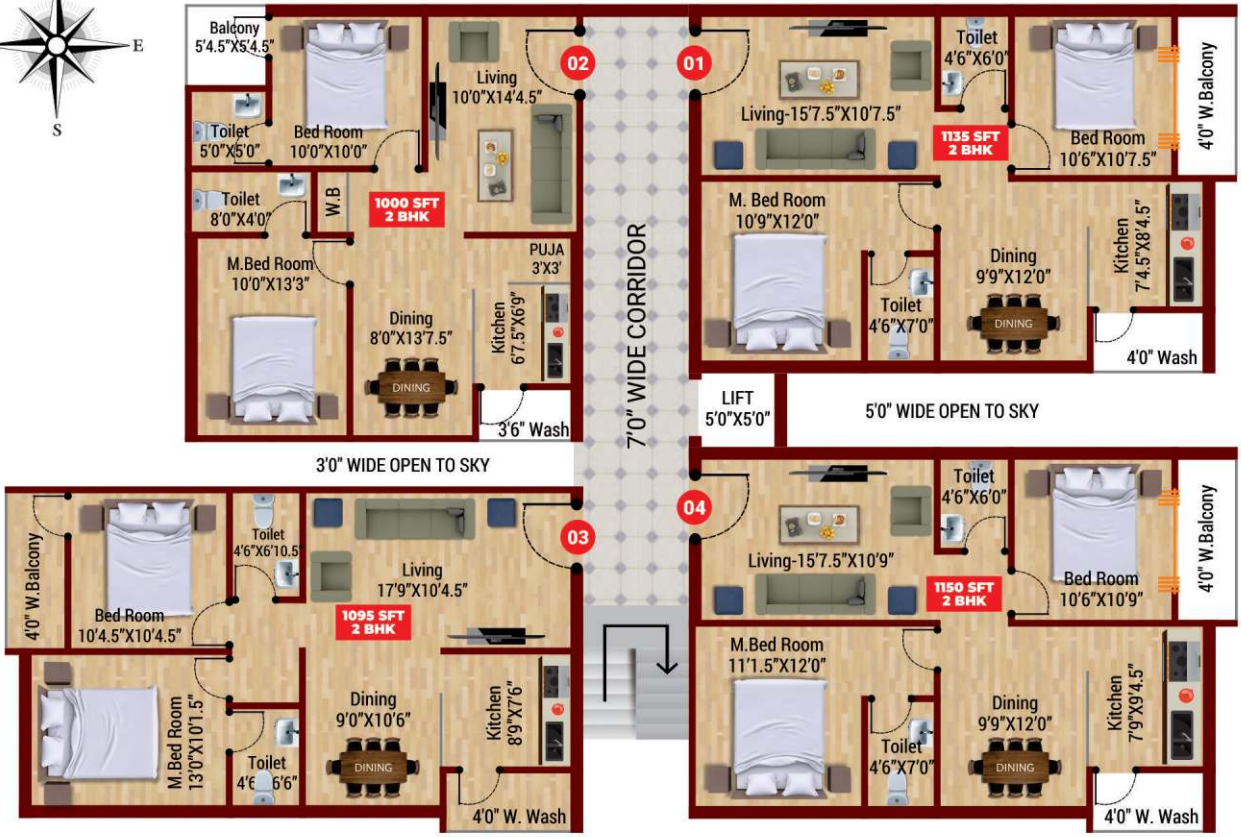 E
S
Balcony
5'4.5"X5'4.5"
Toilet
5'0"X5'0"
Bed Room
10'0"X10'0"
Living
10'0"X14'4.5"
02
Toilet
8'0"X4'0"
W.B
1000 SFT
2 BHK
M.Bed Room
10'0"X13'3"
PUJA
3'X3'
Dining
8'0"X13'7.5"
Kitchen
6'7.5"X6'9"
DINING
3'6" Wash
7'0" WIDE CORRIDOR
01
Living-15'7.5"X10'7.5"
Toilet
4'6"X6'0"
1135 SFT
2 BHK
Bed Room
10'6"X10'7.5"
4'0" W.Balcony
M. Bed Room
10'9"X12'0"
Toilet
4'6"X7'0"
Dining
9'9"X12'0"
DINING
Kitchen
7'4.5"X8'4.5"
4'0" Wash
LIFT
5'0"X5'0"
5'0" WIDE OPEN TO SKY
3'0" WIDE OPEN TO SKY
4'0" W.Balcony
Bed Room
10'4.5"X10'4.5"
Toilet
4'6"X6'10.5"
Living
17'9"X10'4.5"
03
1095 SFT
2 BHK
M.Bed Room
13'0"X10'1.5"
Toilet
Dining
9'0"X10'6"
DINING
Kitchen
8'9"X7'6"
4'0" W. Wash
04
Living-15'7.5"X10'9"
Toilet
4'6"X6'0"
1150 SFT
2 BHK
Bed Room
10'6"X10'9"
4'0" W.Balcony
M.Bed Room
11'1.5"X12'0"
Toilet
4'6"X7'0"
Dining
9'9"X12'0"
DINING
Kitchen
7'9"X9'4.5"
4'0" W. Wash